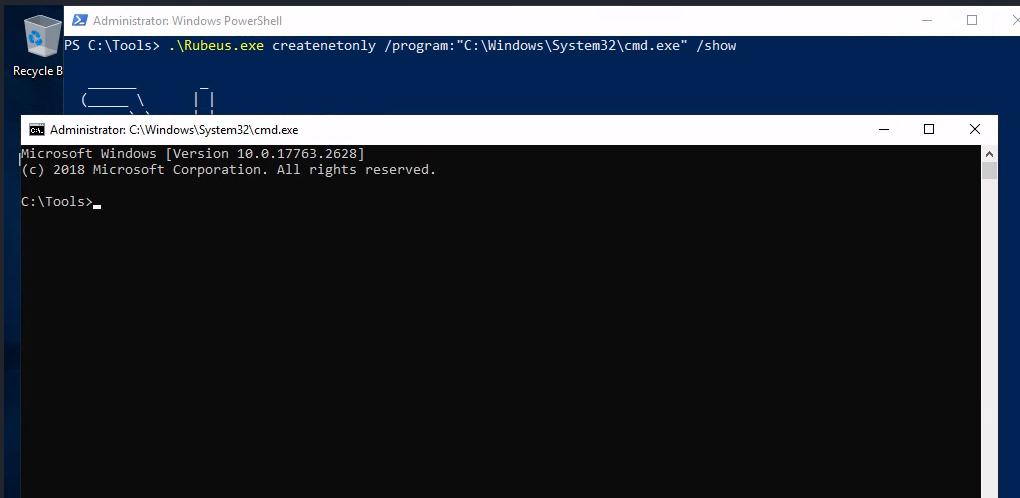 Administrator: Windows PowerShell
PS C:\Tools> .\Rubeus.exe createnetonly /program:"C:\Windows\System32\cmd.exe" /show
Recycle B
Administrator: C:\Windows\System32\cmd.exe
Microsoft Windows [Version 10.0.17763.2628]
(c) 2018 Microsoft Corporation. All rights reserved.
C:\Tools>